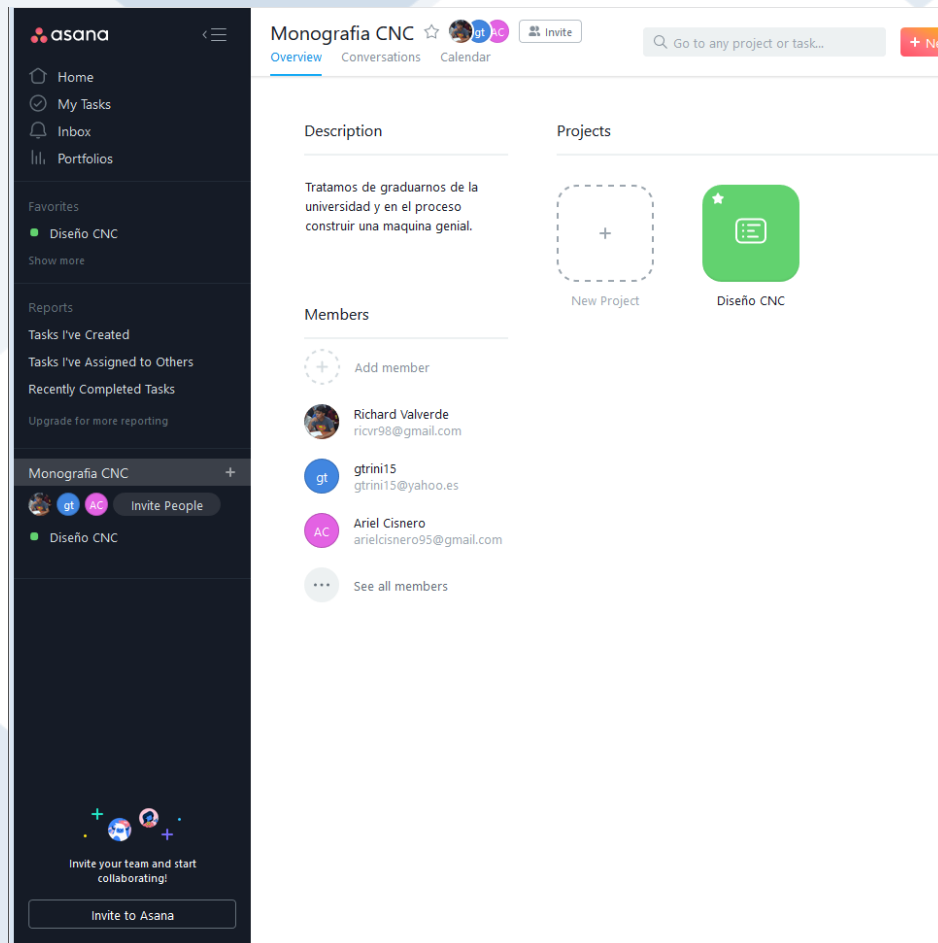 asana
Home
My Tasks
Inbox
Portfolios
Favorites
Diseño CNC
Show more
Reports
Tasks I've Created
Tasks I've Assigned to Others
Recently Completed Tasks
Upgrade for more reporting
Monografia CNC +
gt AC Invite People
Diseño CNC
Invite your team and start
collaborating!
Invite to Asana
Monografia CNC gt AC Invite
Overview Conversations Calendar
Go to any project or task...
+
Description
Tratamos de graduarnos de la
universidad y en el proceso
construir una maquina genial.
Members
+ Add member
Richard Valverde
ricvr98@gmail.com
gt
gtrini15
gtrini15@yahoo.es
AC
Ariel Cisnero
arielcisnero95@gmail.com
... See all members
Projects
+
New Project
Diseño CNC